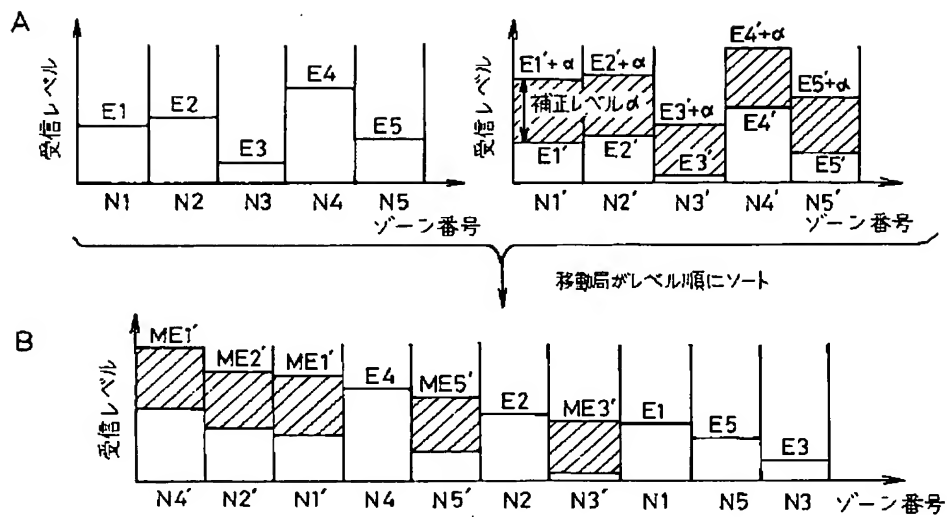 A
受信レベル
E1
E2
E3
E4
E5
N1 N2 N3 N4 N5
ゾーン番号
受信レベル
E1′+α
E2′+α
E3′+α
E4′+α
E5′+α
補正レベルα
E1′
E2′
E3′
E4′
E5′
N1′ N2′ N3′ N4′ N5′
ゾーン番号
移動局がレベル順にソート
B
受信レベル
ME1′
ME2′
ME1′
E4
ME5′
E2
ME3′
E1
E5
E3
N4′ N2′ N1′ N4 N5′ N2 N3′ N1 N5 N3 ゾーン番号